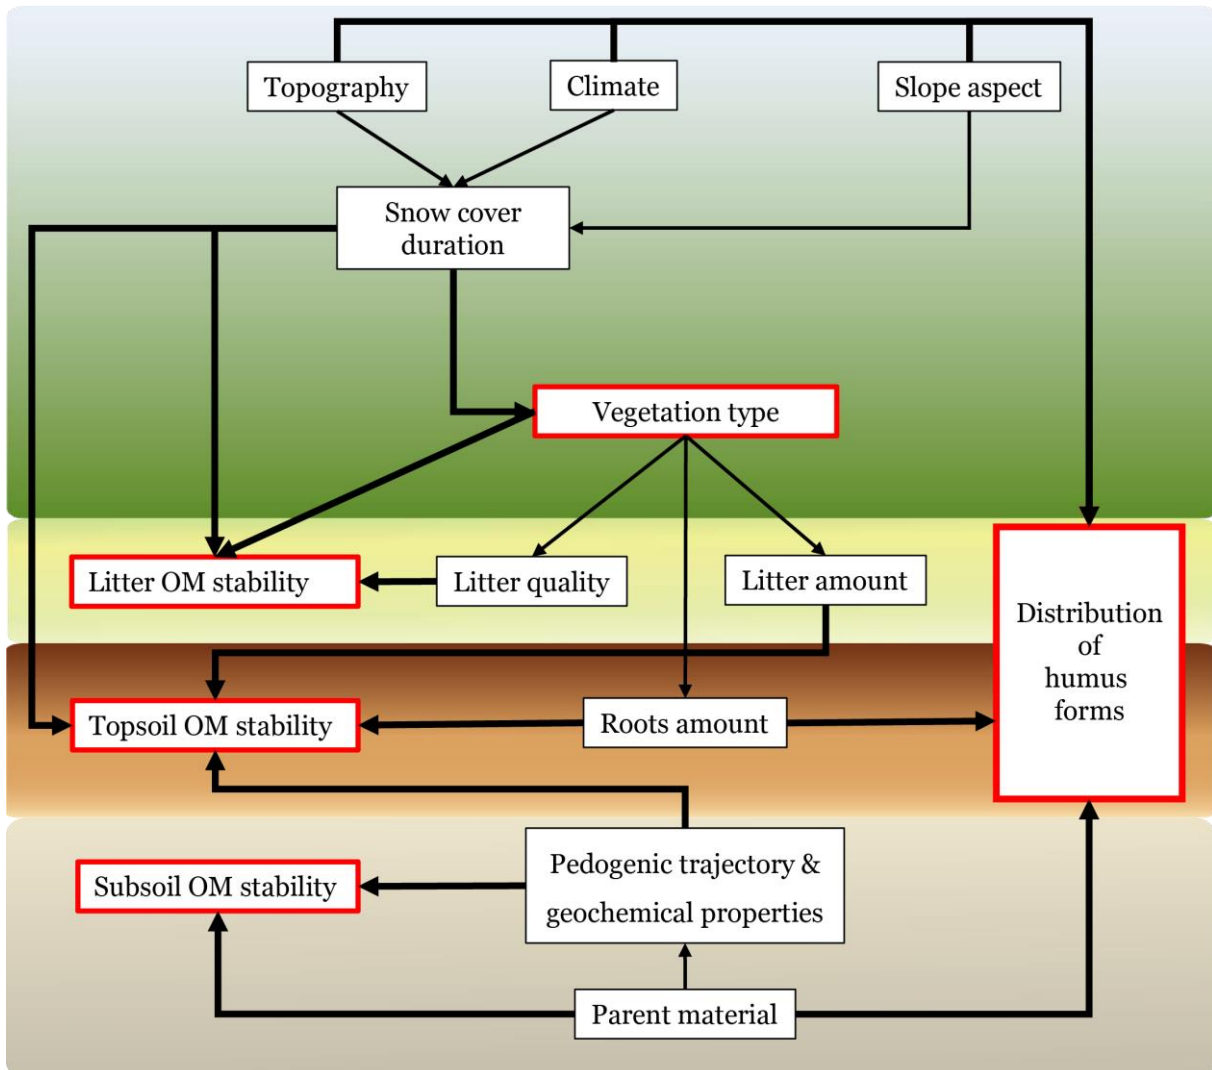 Topography
Climate
Slope aspect
Snow cover
duration
Vegetation type
Litter OM stability
Litter quality
Litter amount
Distribution
of
humus
forms
Topsoil OM stability
Roots amount
Pedogenic trajectory &
geochemical properties
Subsoil OM stability
Parent material